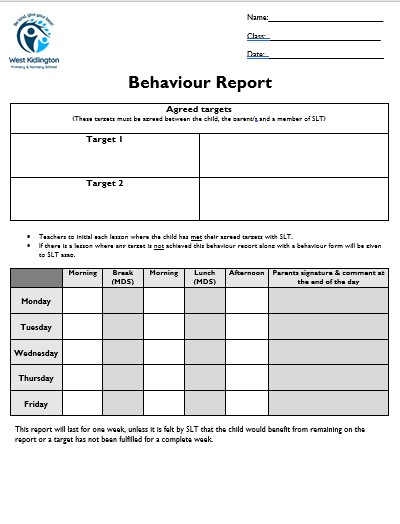 Be kind, give your best
West Kidlington
Primary & Nursery School
Name:
Class:
Date:
Behaviour Report
Agreed targets
(These targets must be agreed between the child, the parent/s and a member of SLT)
Target 1
Target 2
• Teachers to initial each lesson where the child has met their agreed targets with SLT.
• If there is a lesson where any target is not achieved this behaviour report along with a behaviour form will be given
to SLT asap.
Morning Break Morning Lunch Afternoon Parents signature & comment at
(MDS) (MDS) the end of the day
Monday
Tuesday
Wednesday
Thursday
Friday
This report will last for one week, unless it is felt by SLT that the child would benefit from remaining on the
report or a target has not been fulfilled for a complete week.